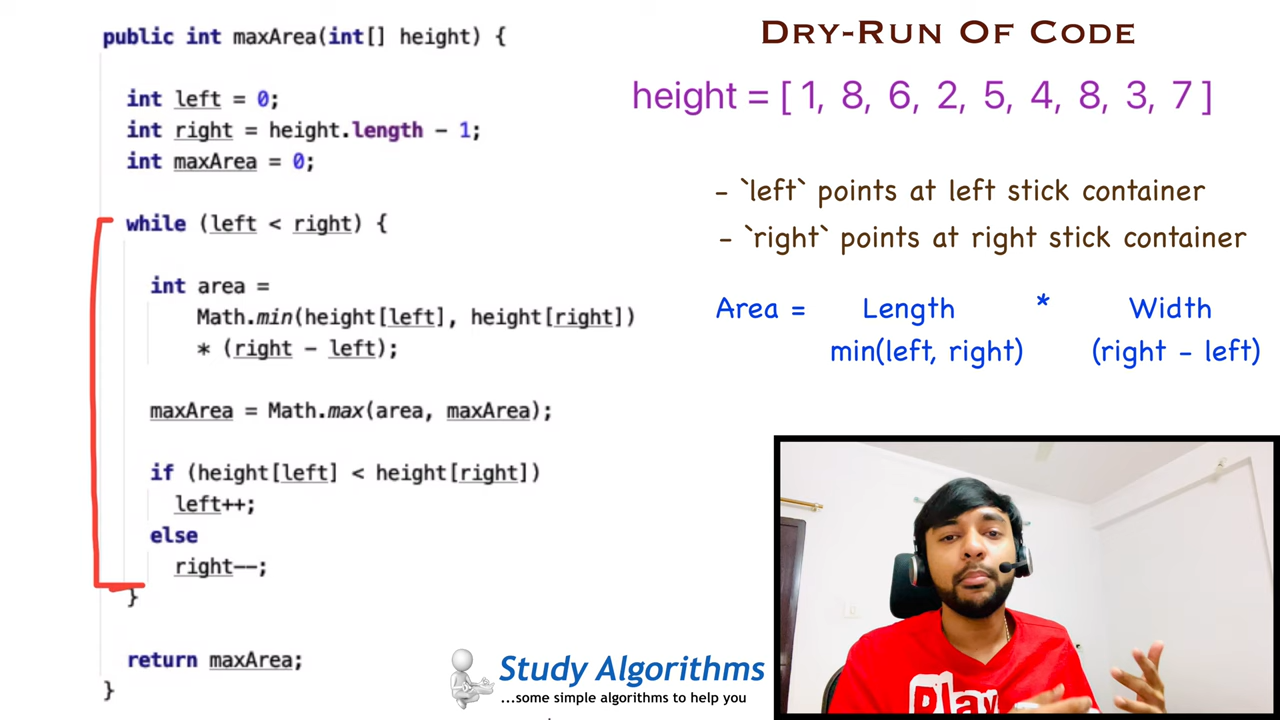 public int maxArea(int[] height) {
int left = 0;
int right = height.length - 1;
int maxArea = 0;
while (left < right) {
int area =
Math.min(height[left], height[right])
* (right - left);
maxArea = Math.max(area, maxArea);
if (height[left] < height[right])
left++;
else
right--;
}
return maxArea;
}
DRY-RUN OF CODE
height = [ 1, 8, 6, 2, 5, 4, 8, 3, 7 ]
- `left` points at left stick container
- `right` points at right stick container
Area = Length * Width
min(left, right) (right - left)
Study Algorithms
...some simple algorithms to help you
Play